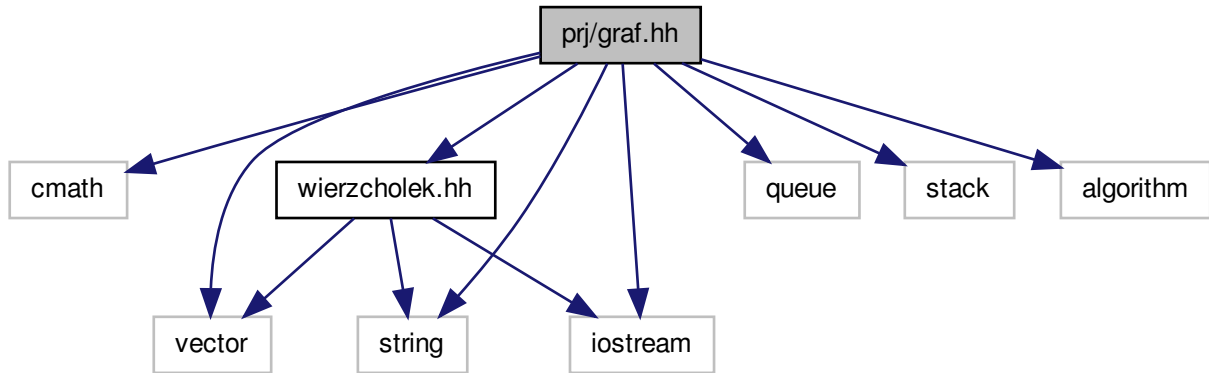 prj/graf.hh
cmath
wierzcholek.hh
queue
stack
algorithm
vector
string
iostream